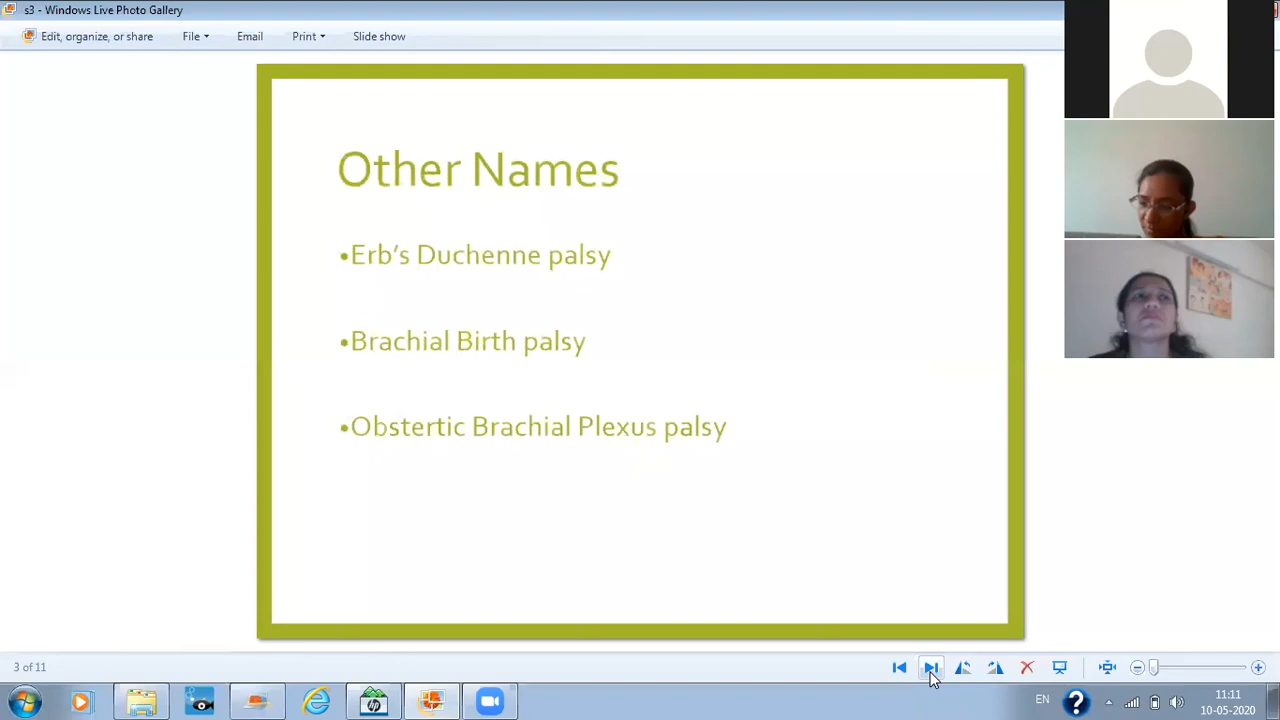 s3 - Windows Live Photo Gallery
Edit, organize, or share File Email Print Slide show
Other Names
•Erb's Duchenne palsy
•Brachial Birth palsy
•Obstertic Brachial Plexus palsy
3 of 11
EN
11:11
10-05-2020